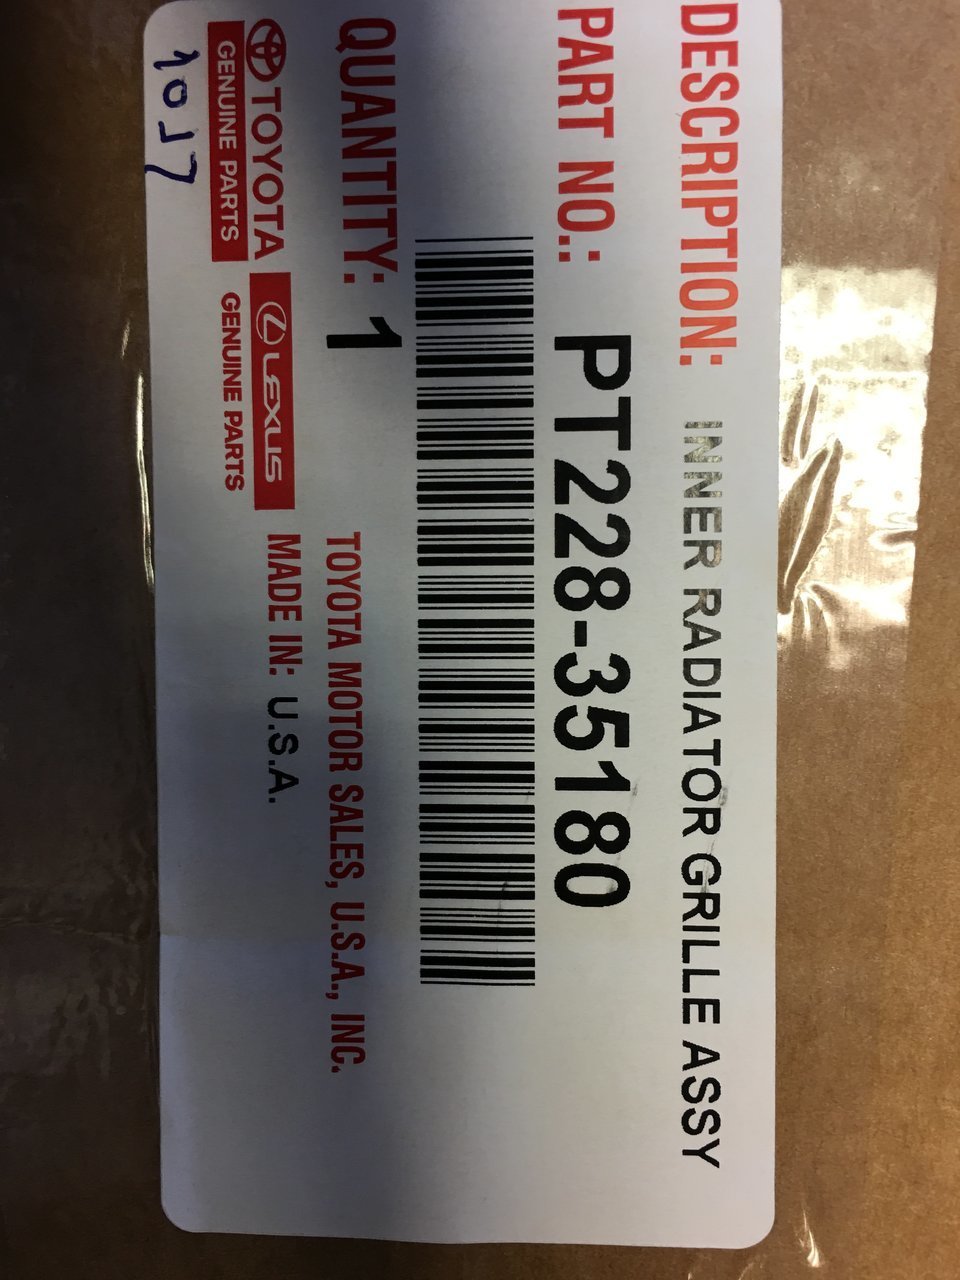 DESCRIPTION: INNER RADIATOR GRILLE ASSY
PART NO.: PT228-35180
QUANTITY: 1
TOYOTA MOTOR SALES, U.S.A., INC.
TOYOTA LEXUS MADE IN: U.S.A.
GENUINE PARTS GENUINE PARTS
1017